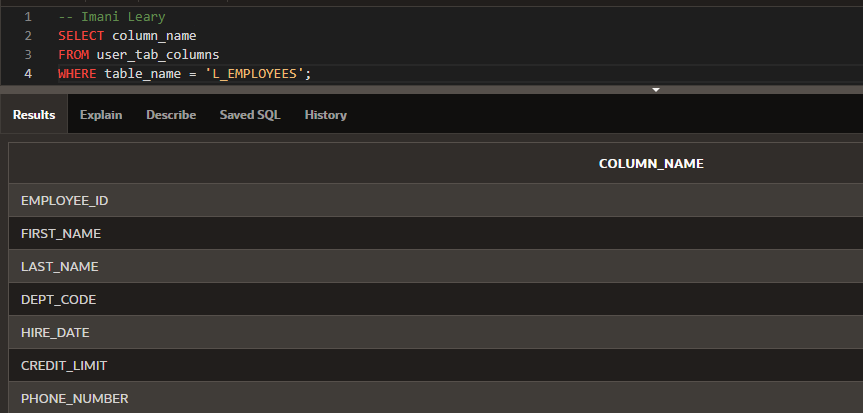 1 -- Imani Leary
2 SELECT column_name
3 FROM user_tab_columns
4 WHERE table_name = 'L_EMPLOYEES';
Results Explain Describe Saved SQL History
COLUMN_NAME
EMPLOYEE_ID
FIRST_NAME
LAST_NAME
DEPT_CODE
HIRE_DATE
CREDIT_LIMIT
PHONE_NUMBER